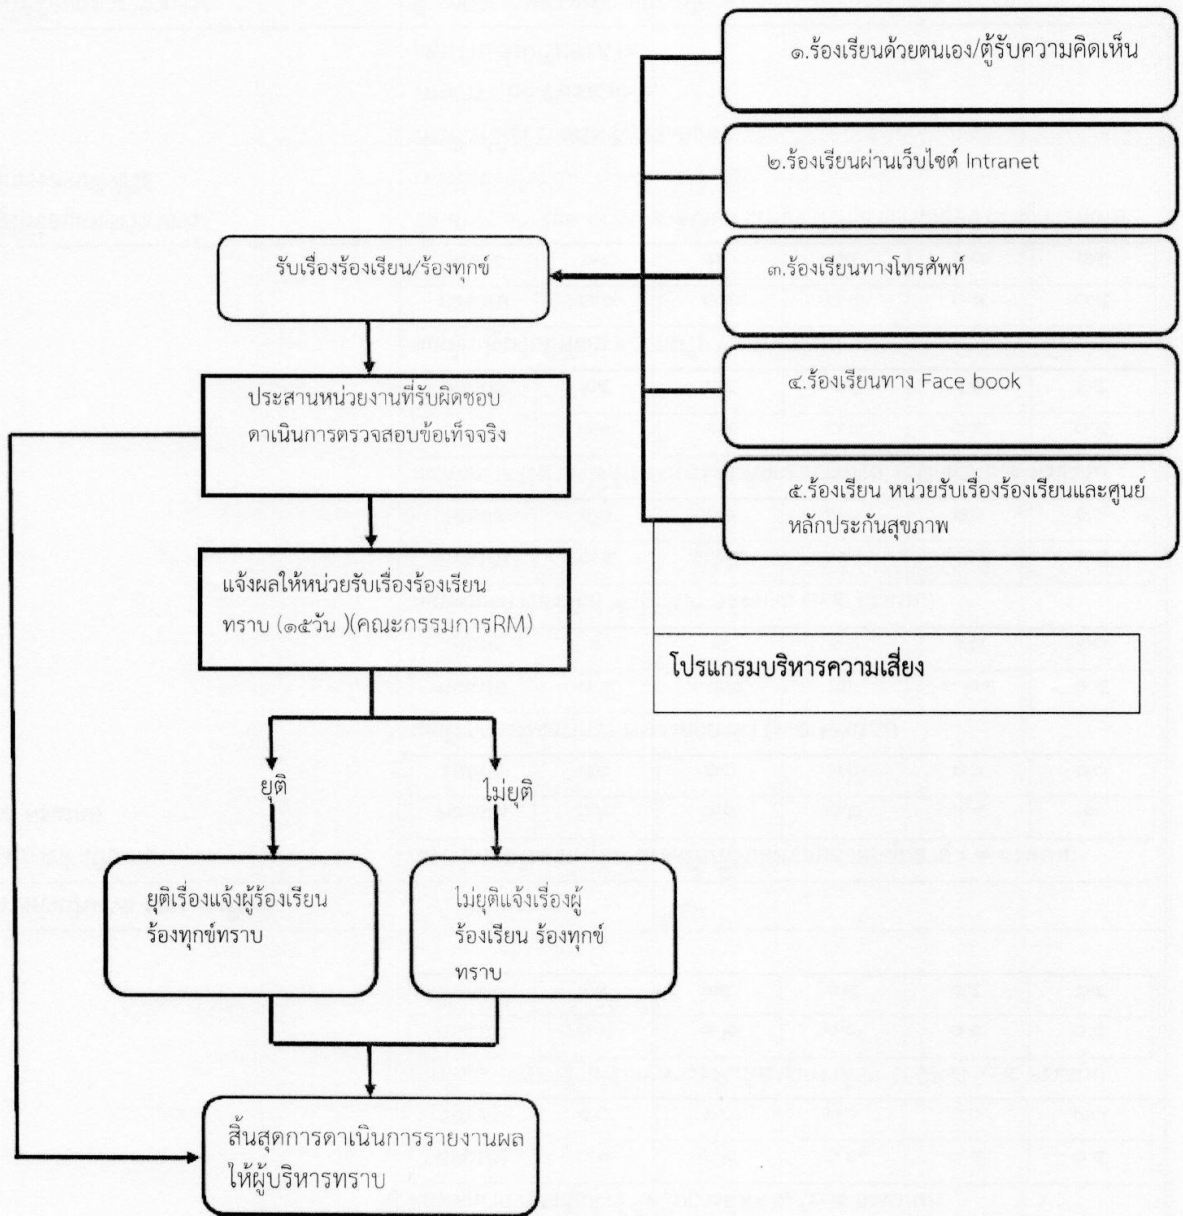 ๑.ร้องเรียนด้วยตนเอง/ตู้รับความคิดเห็น
๒.ร้องเรียนผ่านเว็บไซต์ Intranet
รับเรื่องร้องเรียน/ร้องทุกข์
๓.ร้องเรียนทางโทรศัพท์
๔.ร้องเรียนทาง Face book
ประสานหน่วยงานที่รับผิดชอบ
ดาเนินการตรวจสอบข้อเท็จจริง
๕.ร้องเรียน หน่วยรับเรื่องร้องเรียนและศูนย์
หลักประกันสุขภาพ
แจ้งผลให้หน่วยรับเรื่องร้องเรียน
ทราบ (๑๕วัน )(คณะกรรมการRM)
โปรแกรมบริหารความเสี่ยง
ยุติ
ไม่ยุติ
ยุติเรื่องแจ้งผู้ร้องเรียน
ร้องทุกข์ทราบ
ไม่ยุติแจ้งเรื่องผู้
ร้องเรียน ร้องทุกข์
ทราบ
สิ้นสุดการดาเนินการรายงานผล
ให้ผู้บริหารทราบ